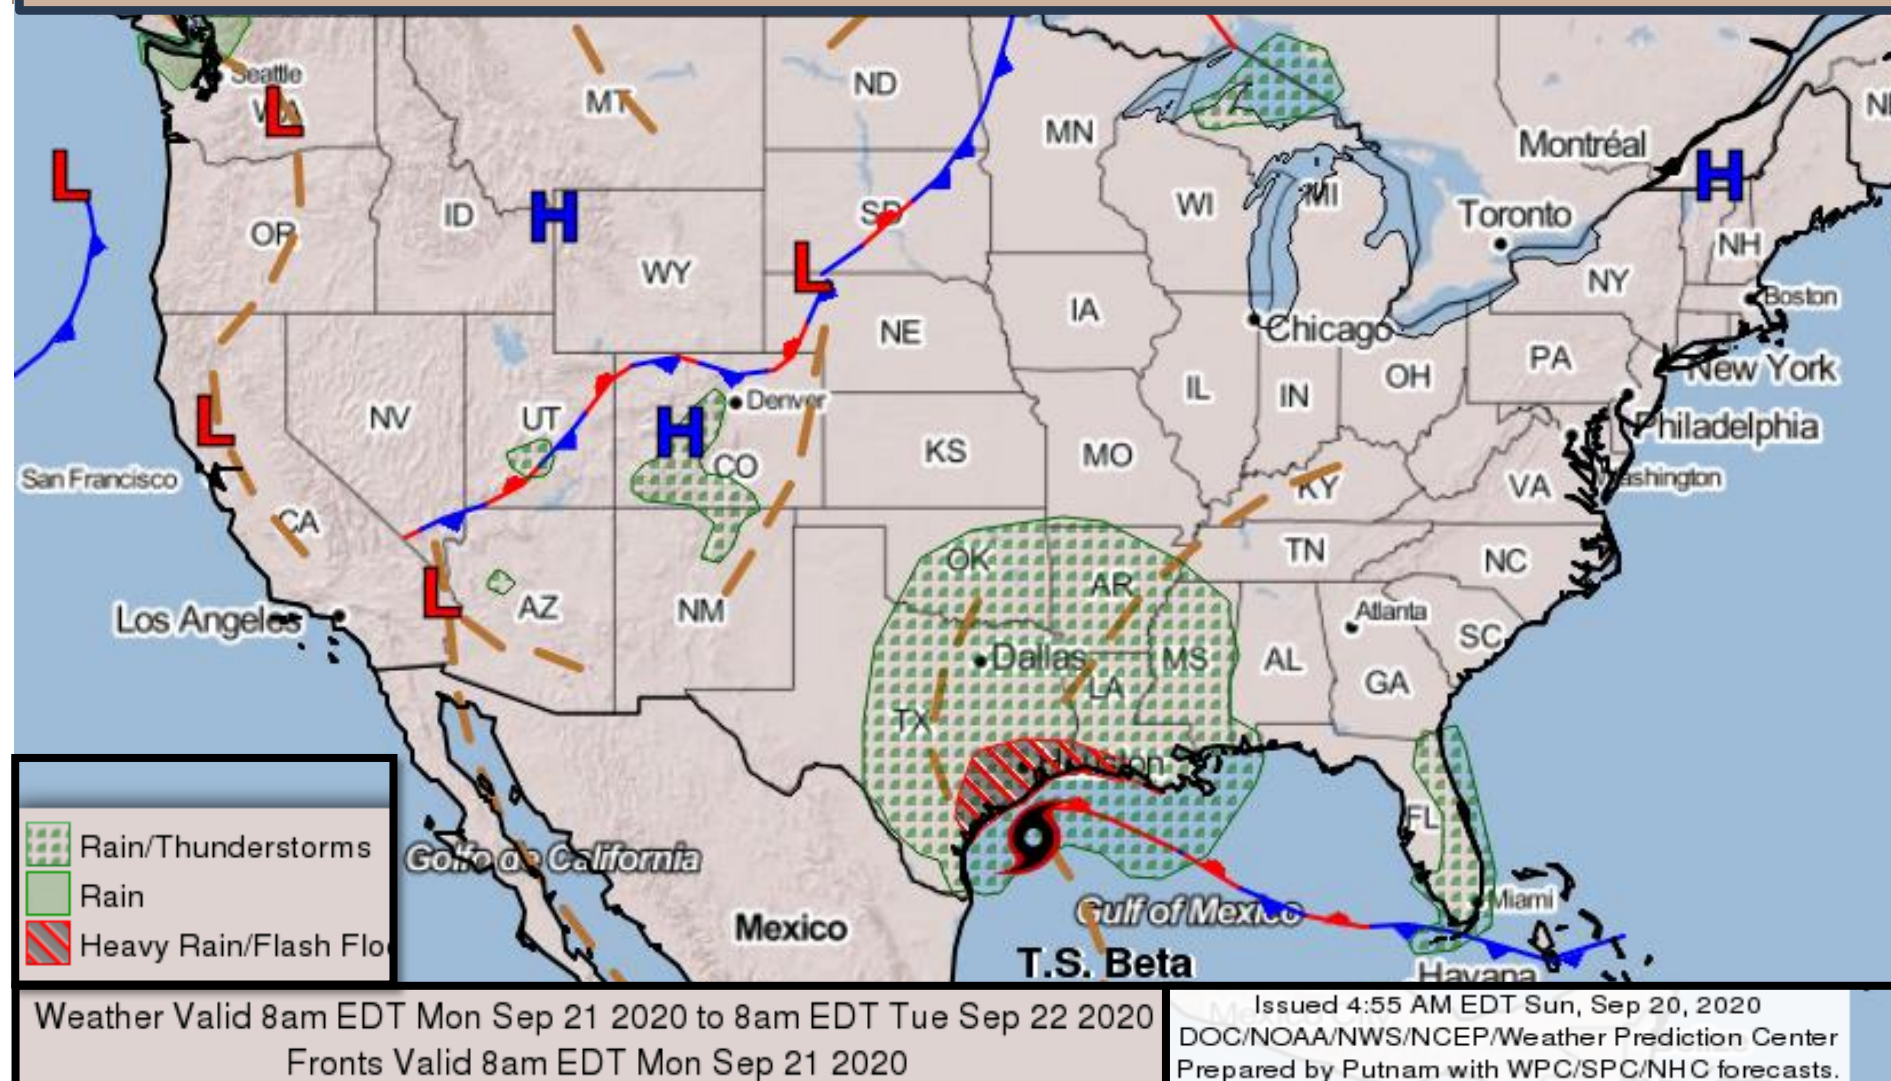 Seattle
WA
MT
ND
MN
Montréal
L
L
H
H
OR
ID
WY
SD
L
WI
MI
Toronto
NH
NY
Boston
NE
IA
Chicago
PA
New York
NV
UT
H
Denver
CO
KS
MO
IL
IN
OH
Philadelphia
L
San Francisco
CA
KY
VA
Washington
L
Los Angeles
AZ
NM
OK
AR
TN
NC
Atlanta
SC
Dallas
MS
AL
GA
LA
TX
Houston
FL
Miami
Golfo de California
Mexico
Gulf of Mexico
T.S. Beta
Havana
Rain/Thunderstorms
Rain
Heavy Rain/Flash Flo
Weather Valid 8am EDT Mon Sep 21 2020 to 8am EDT Tue Sep 22 2020
Fronts Valid 8am EDT Mon Sep 21 2020
Issued 4:55 AM EDT Sun, Sep 20, 2020
DOC/NOAA/NWS/NCEP/Weather Prediction Center
Prepared by Putnam with WPC/SPC/NHC forecasts.